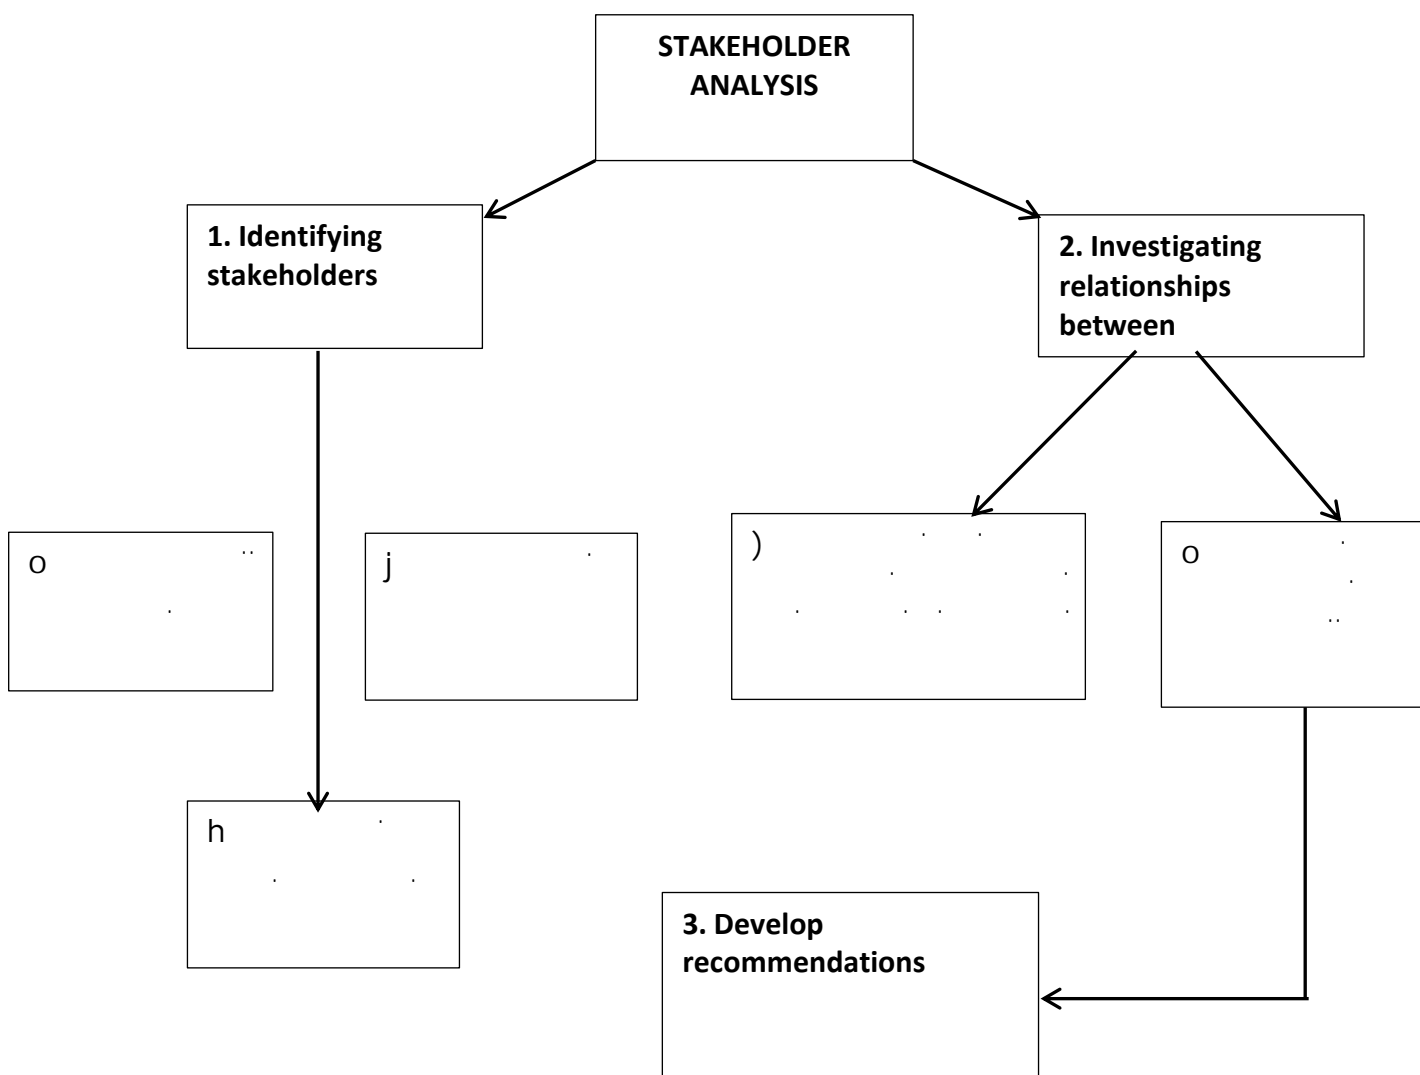 STAKEHOLDER
ANALYSIS
1. Identifying
stakeholders
2. Investigating
relationships
between
o
j
)
o
h
3. Develop
recommendations